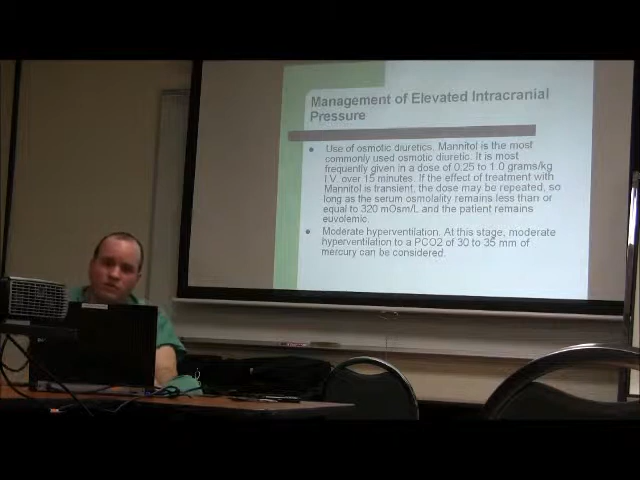 Management of Elevated Intracranial
Pressure
Use of osmotic diuretics. Mannitol is the most
commonly used osmotic diuretic. It is most
frequently given in a dose of 0.25 to 1.0 grams/kg
I.V. over 15 minutes. If the effect of treatment with
Mannitol is transient, the dose may be repeated, so
long as the serum osmolality remains less than or
equal to 320 mOsm/L and the patient remains
euvolemic.
Moderate hyperventilation. At this stage, moderate
hyperventilation to a PCO2 of 30 to 35 mm of
mercury can be considered.